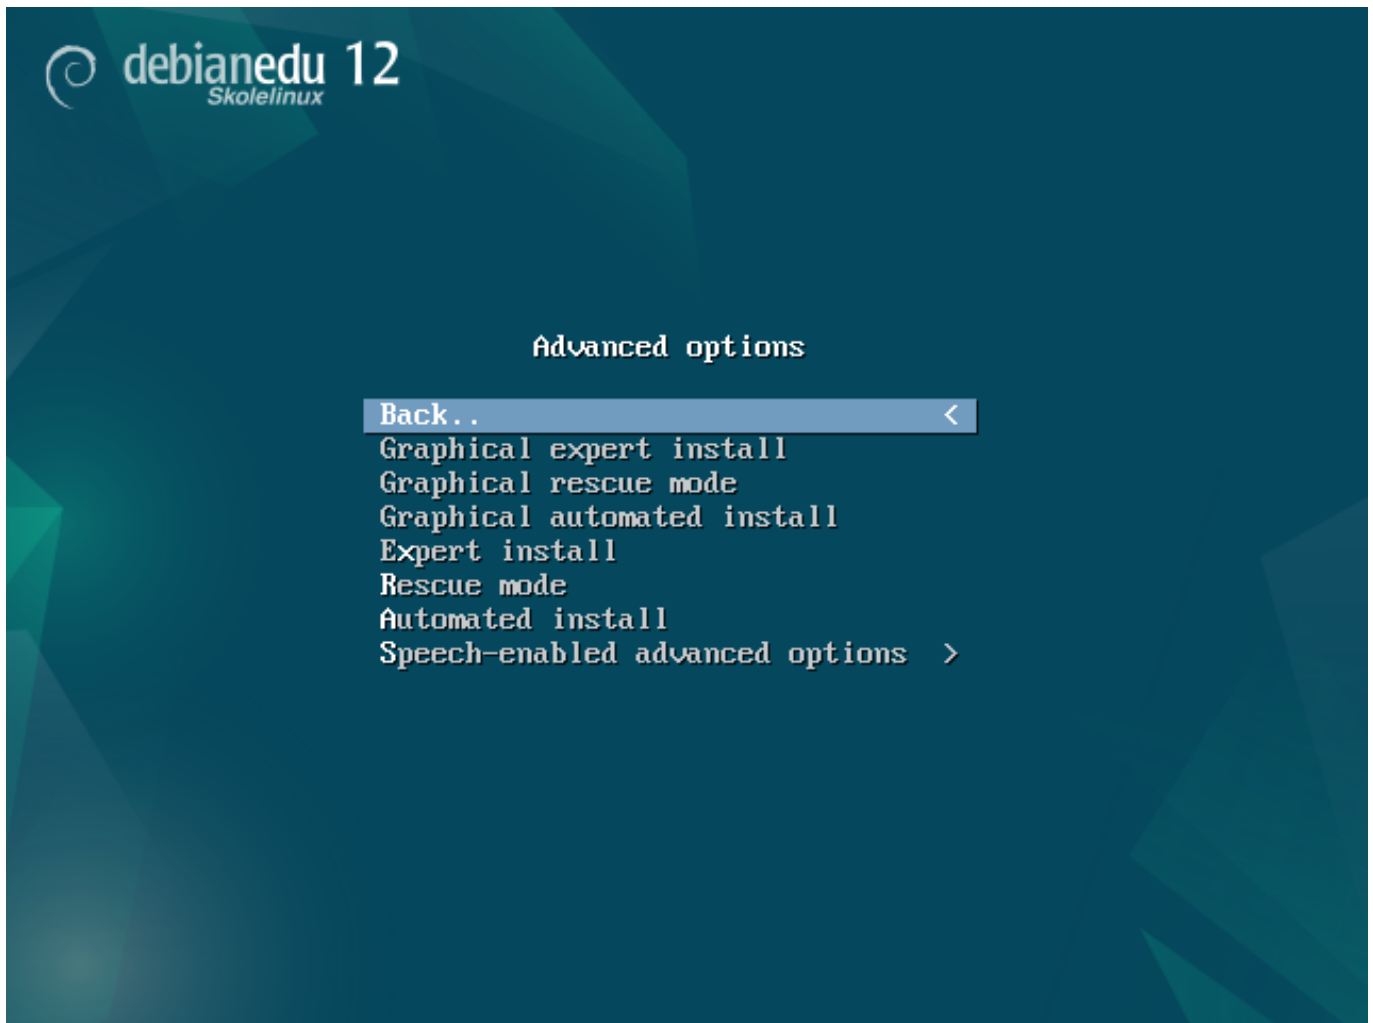 debianedu 12
Skolelinux
Advanced options
Back.. <
Graphical expert install
Graphical rescue mode
Graphical automated install
Expert install
Rescue mode
Automated install
Speech-enabled advanced options >